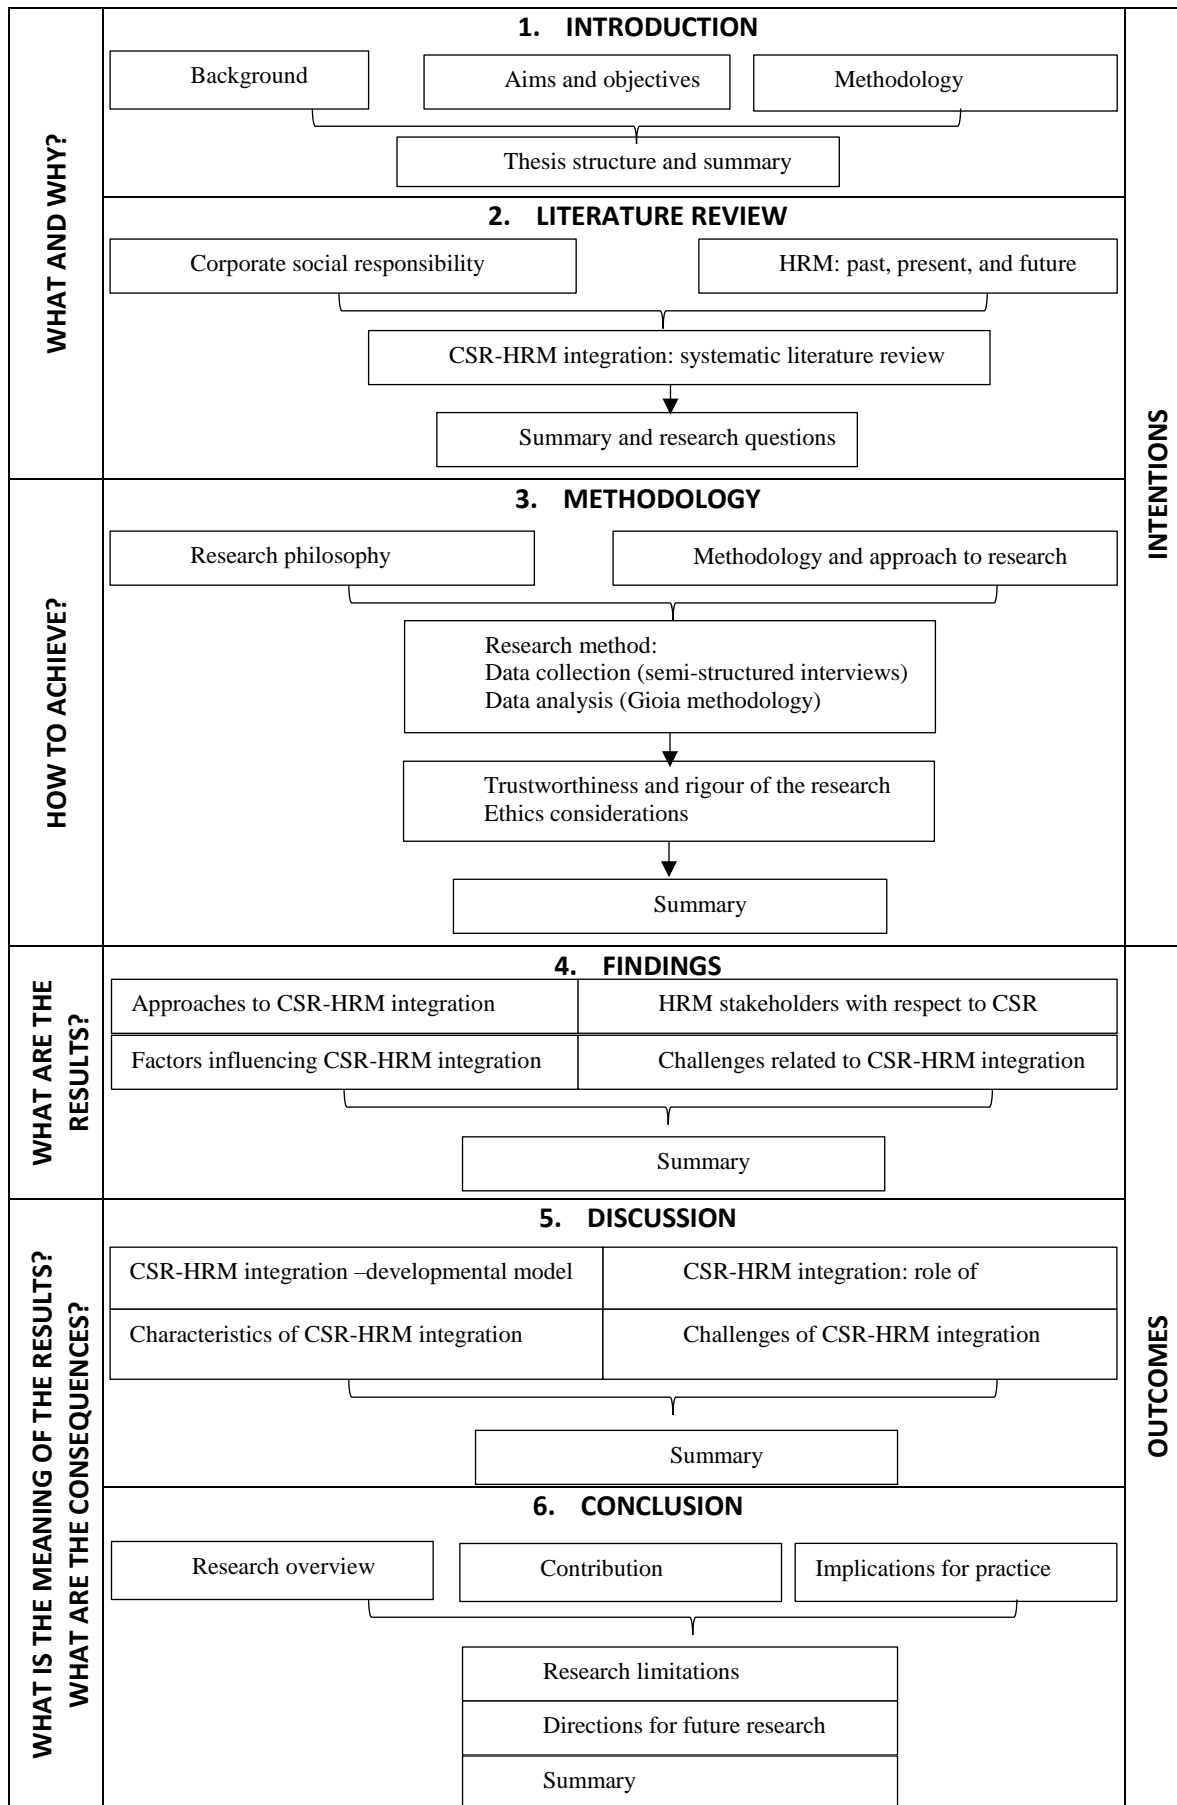 WHAT AND WHY?
1. INTRODUCTION
Background
Aims and objectives
Methodology
Thesis structure and summary
2. LITERATURE REVIEW
Corporate social responsibility
HRM: past, present, and future
CSR-HRM integration: systematic literature review
Summary and research questions
INTENTIONS
HOW TO ACHIEVE?
3. METHODOLOGY
Research philosophy
Methodology and approach to research
Research method:
Data collection (semi-structured interviews)
Data analysis (Gioia methodology)
Trustworthiness and rigour of the research
Ethics considerations
Summary
WHAT ARE THE
RESULTS?
4. FINDINGS
Approaches to CSR-HRM integration
HRM stakeholders with respect to CSR
Factors influencing CSR-HRM integration
Challenges related to CSR-HRM integration
Summary
WHAT IS THE MEANING OF THE RESULTS?
WHAT ARE THE CONSEQUENCES?
5. DISCUSSION
CSR-HRM integration –developmental model
CSR-HRM integration: role of
Characteristics of CSR-HRM integration
Challenges of CSR-HRM integration
Summary
OUTCOMES
6. CONCLUSION
Research overview
Contribution
Implications for practice
Research limitations
Directions for future research
Summary